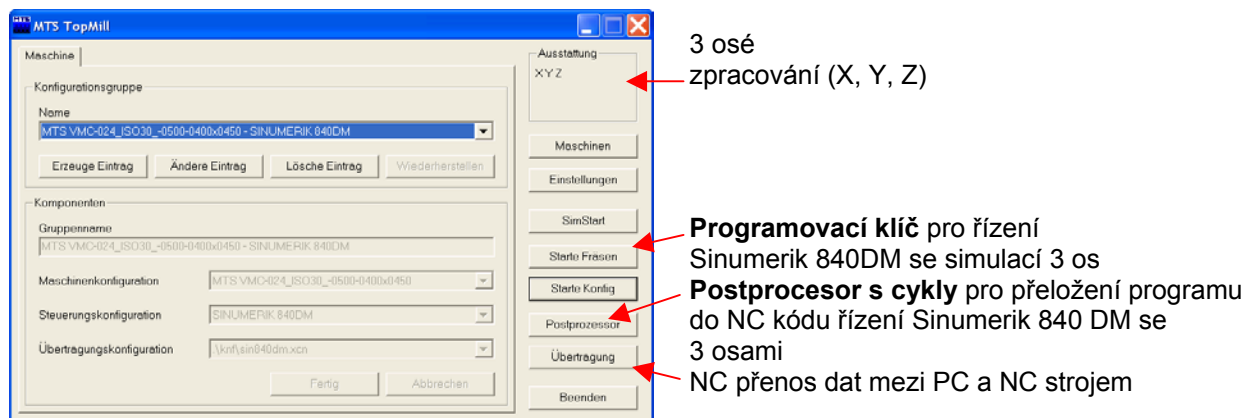 MTS TopMill
Maschine
Konfigurationsgruppe
Name
MTS VMC-024_ISO30_-0500-0400x0450 - SINUMERIK 840DM
Erzeuge Eintrag
Ändere Eintrag
Lösche Eintrag
Wiederherstellen
Komponenten
Gruppenname
MTS VMC-024_ISO30_-0500-0400x0450 - SINUMERIK 840DM
Maschinenkonfiguration
MTS VMC-024_ISO30_-0500-0400x0450
Steuerungskonfiguration
SINUMERIK 840DM
Übertragungskonfiguration
.\knf\sin840dm.xcn
Fertig
Abbrechen
Ausstattung
XYZ
Maschinen
Einstellungen
SimStart
Starte Fräsen
Starte Konfig
Postprozessor
Übertragung
Beenden
3 osé
zpracování (X, Y, Z)
Programovací klíč pro řízení
Sinumerik 840DM se simulací 3 os
Postprocesor s cykly pro přeložení programu
do NC kódu řízení Sinumerik 840 DM se
3 osami
NC přenos dat mezi PC a NC strojem